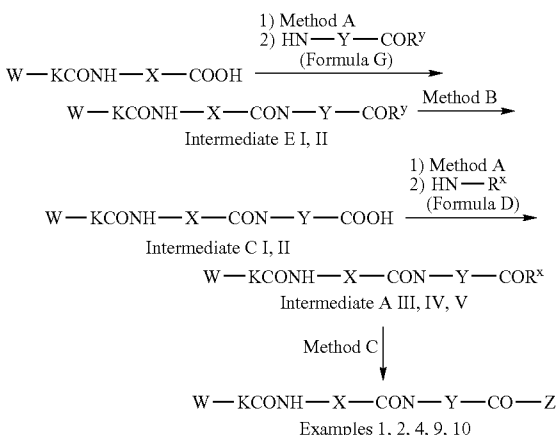 1) Method A
2) HN—Y—CORʸ
(Formula G)
W—KCONH—X—COOH
W—KCONH—X—CON—Y—CORʸ
Method B
Intermediate E I, II
1) Method A
2) HN—Rˣ
(Formula D)
W—KCONH—X—CON—Y—COOH
Intermediate C I, II
W—KCONH—X—CON—Y—CORˣ
Intermediate A III, IV, V
Method C
W—KCONH—X—CON—Y—CO—Z
Examples 1, 2, 4, 9, 10